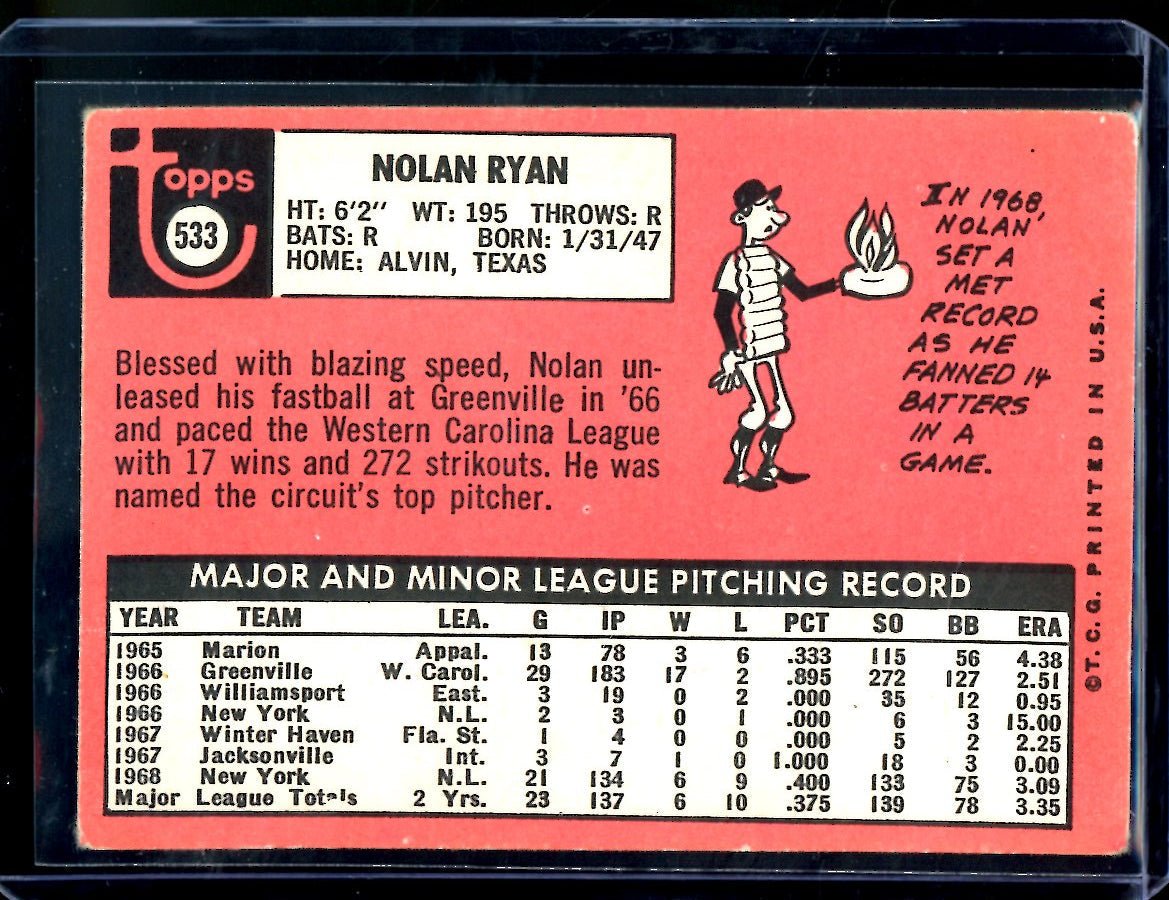 topps
533
NOLAN RYAN
HT: 6'2" WT: 195 THROWS: R
BATS: R BORN: 1/31/47
HOME: ALVIN, TEXAS
IN 1968,
NOLAN
SET A
MET
RECORD
AS HE
FANNED 14
BATTERS
IN A
GAME.
Blessed with blazing speed, Nolan un-
leased his fastball at Greenville in '66
and paced the Western Carolina League
with 17 wins and 272 strikouts. He was
named the circuit's top pitcher.
MAJOR AND MINOR LEAGUE PITCHING RECORD
YEAR TEAM LEA. G IP W L PCT SO BB ERA
1965 Marion Appal. 13 78 3 6 .333 115 56 4.38
1966 Greenville W. Carol. 29 183 17 2 .895 272 127 2.51
1966 Williamsport East. 3 19 0 2 .000 35 12 0.95
1966 New York N.L. 2 3 0 1 .000 6 3 15.00
1967 Winter Haven Fla. St. 1 4 0 0 .000 5 2 2.25
1967 Jacksonville Int. 3 7 1 0 1.000 18 3 0.00
1968 New York N.L. 21 134 6 9 .400 133 75 3.09
Major League Totals 2 Yrs. 23 137 6 10 .375 139 78 3.35
©T.C.G. PRINTED IN U.S.A.